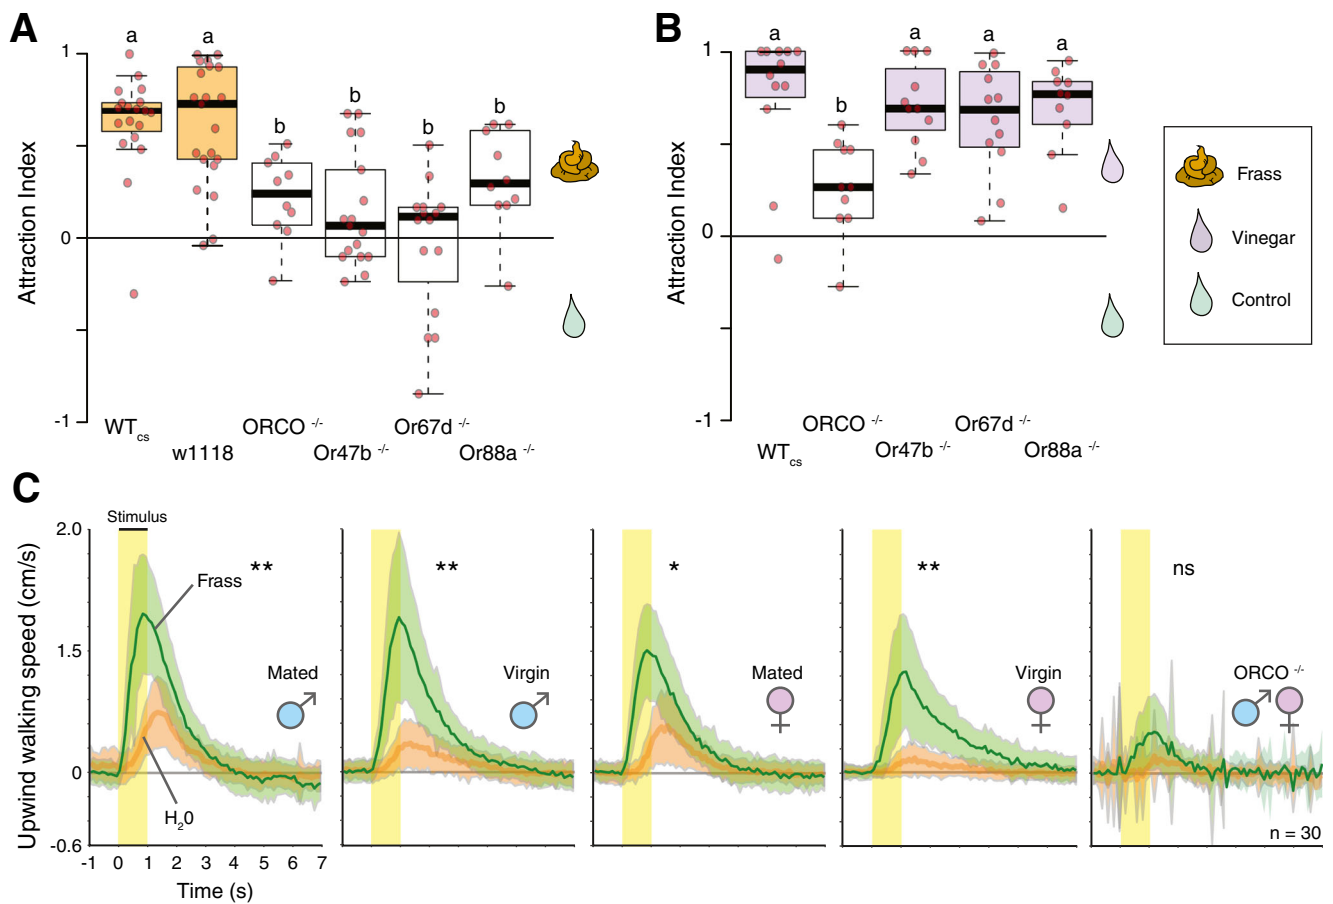 A
B
a
a
b
b
b
b
a
b
a
a
a
1
0
-1
Attraction Index
1
0
-1
Attraction Index
WTcs
w1118
ORCO -/-
Or47b -/-
Or67d -/-
Or88a -/-
WTcs
ORCO -/-
Or47b -/-
Or67d -/-
Or88a -/-
Frass
Vinegar
Control
C
Stimulus
2.0
1.5
0
-0.6
Upwind walking speed (cm/s)
Frass
**
Mated
H20
-1 0 1 2 3 4 5 6 7
Time (s)
**
Virgin
*
Mated
**
Virgin
ns
ORCO -/-
n = 30